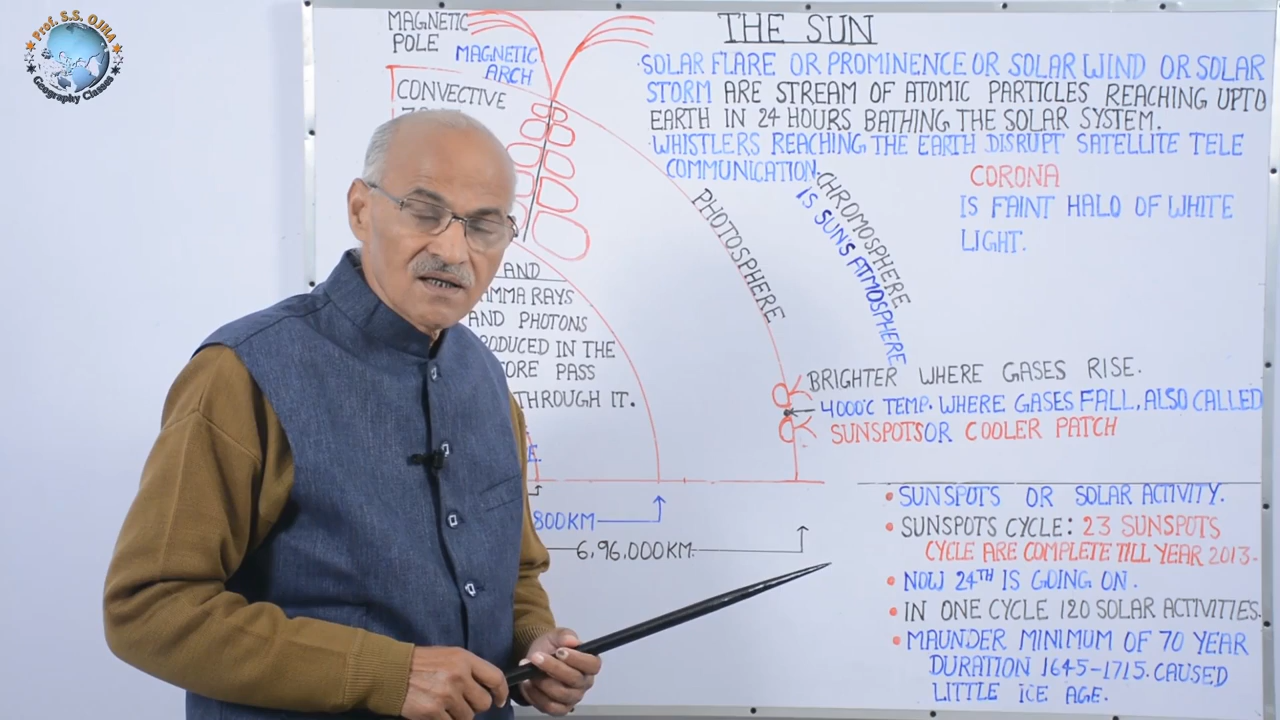 Prof. S.S. OJHA
Geography Classes
THE SUN
MAGNETIC
POLE
MAGNETIC
ARCH
CONVECTIVE
SOLAR FLARE OR PROMINENCE OR SOLAR WIND OR SOLAR
STORM ARE STREAM OF ATOMIC PARTICLES REACHING UPTO
EARTH IN 24 HOURS BATHING THE SOLAR SYSTEM.
WHISTLERS REACHING THE EARTH DISRUPT SATELLITE TELE
COMMUNICATION.
CORONA
IS FAINT HALO OF WHITE
LIGHT.
CHROMOSPHERE
IS SUN'S ATMOSPHERE
PHOTOSPHERE
AND
RAYS
AND PHOTONS
IN THE
PASS
THROUGH IT.
BRIGHTER WHERE GASES RISE.
4000°C TEMP. WHERE GASES FALL, ALSO CALLED
SUNSPOTS OR COOLER PATCH
800KM
6,96,000KM
• SUNSPOTS OR SOLAR ACTIVITY.
• SUNSPOTS CYCLE: 23 SUNSPOTS
CYCLE ARE COMPLETE TILL YEAR 2013.
• NOW 24TH IS GOING ON.
• IN ONE CYCLE 120 SOLAR ACTIVITIES.
• MAUNDER MINIMUM OF 70 YEAR
DURATION 1645-1715. CAUSED
LITTLE ICE AGE.